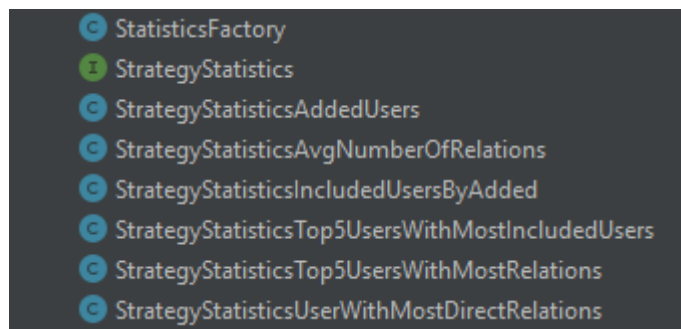 C StatisticsFactory
I StrategyStatistics
C StrategyStatisticsAddedUsers
C StrategyStatisticsAvgNumberOfRelations
C StrategyStatisticsIncludedUsersByAdded
C StrategyStatisticsTop5UsersWithMostIncludedUsers
C StrategyStatisticsTop5UsersWithMostRelations
C StrategyStatisticsUserWithMostDirectRelations